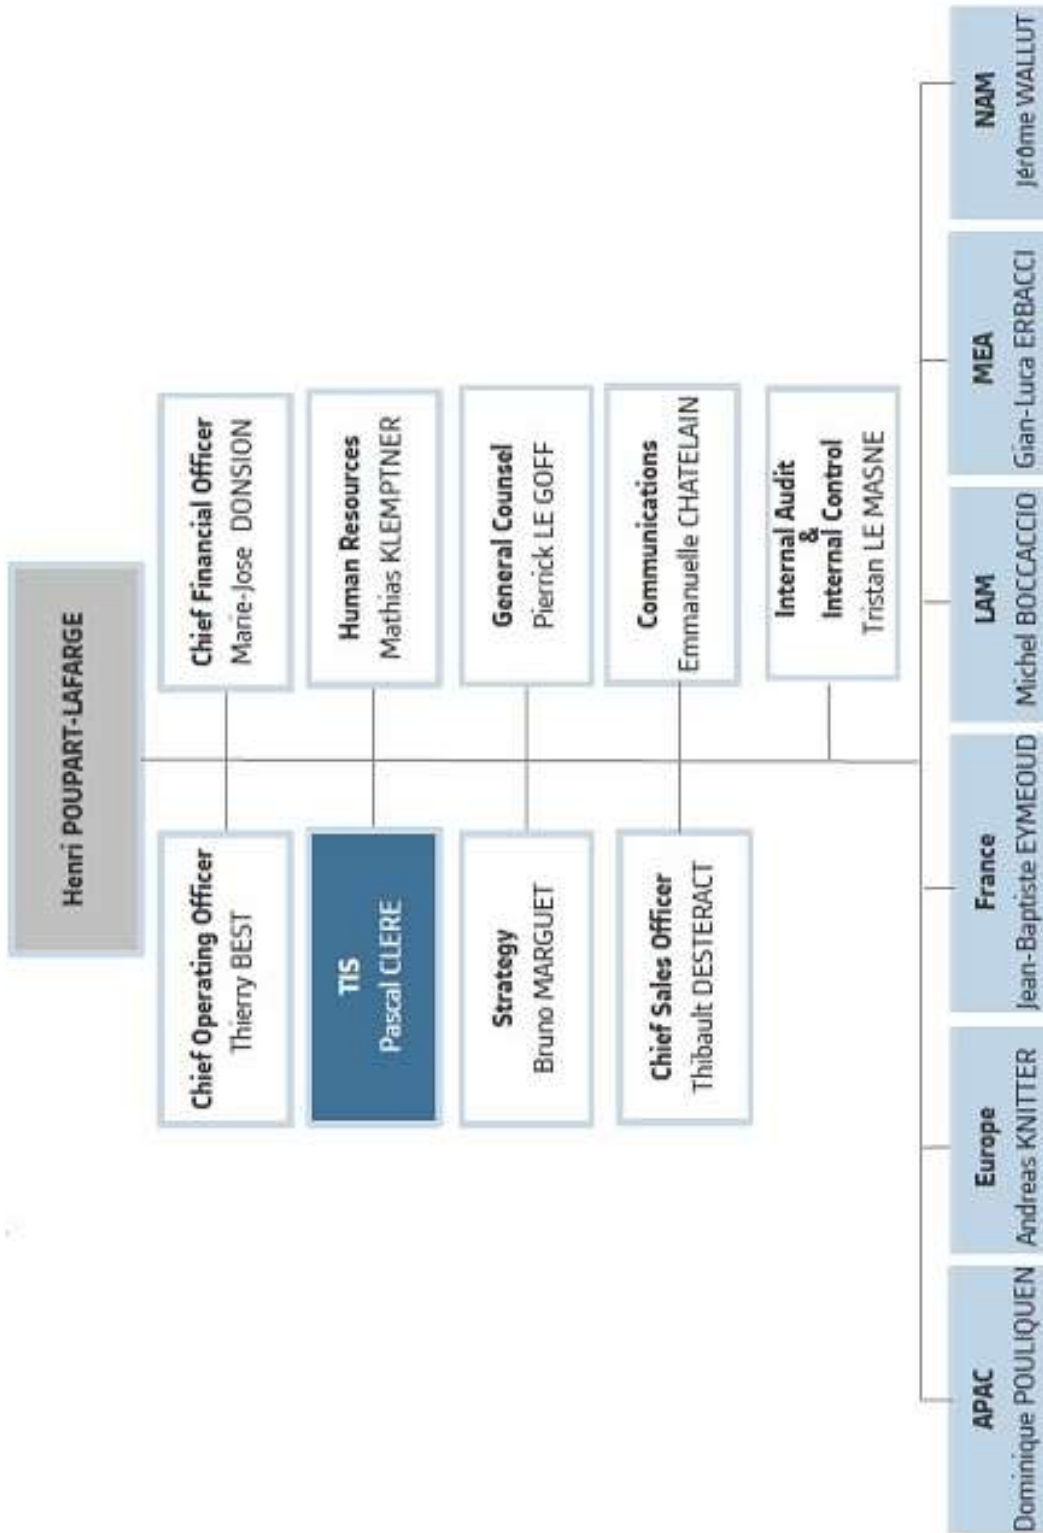 Henri POUPART-LAFARGE
Chief Operating Officer
Thierry BEST
Chief Financial Officer
Marie-Jose DONSION
TIS
Pascal CLERE
Human Resources
Mathias KLEMPTNER
Strategy
Bruno MARGUET
General Counsel
Pierrick LE GOFF
Chief Sales Officer
Thibault DESTERACT
Communications
Emmanuelle CHATELAIN
Internal Audit
&
Internal Control
Tristan LE MASNE
APAC
Dominique POULIQUEN
Europe
Andreas KNITTER
France
Jean-Baptiste EYMEOUD
LAM
Michel BOCCACCIO
MEA
Gian-Luca ERBACCI
NAM
Jérôme WALLUT